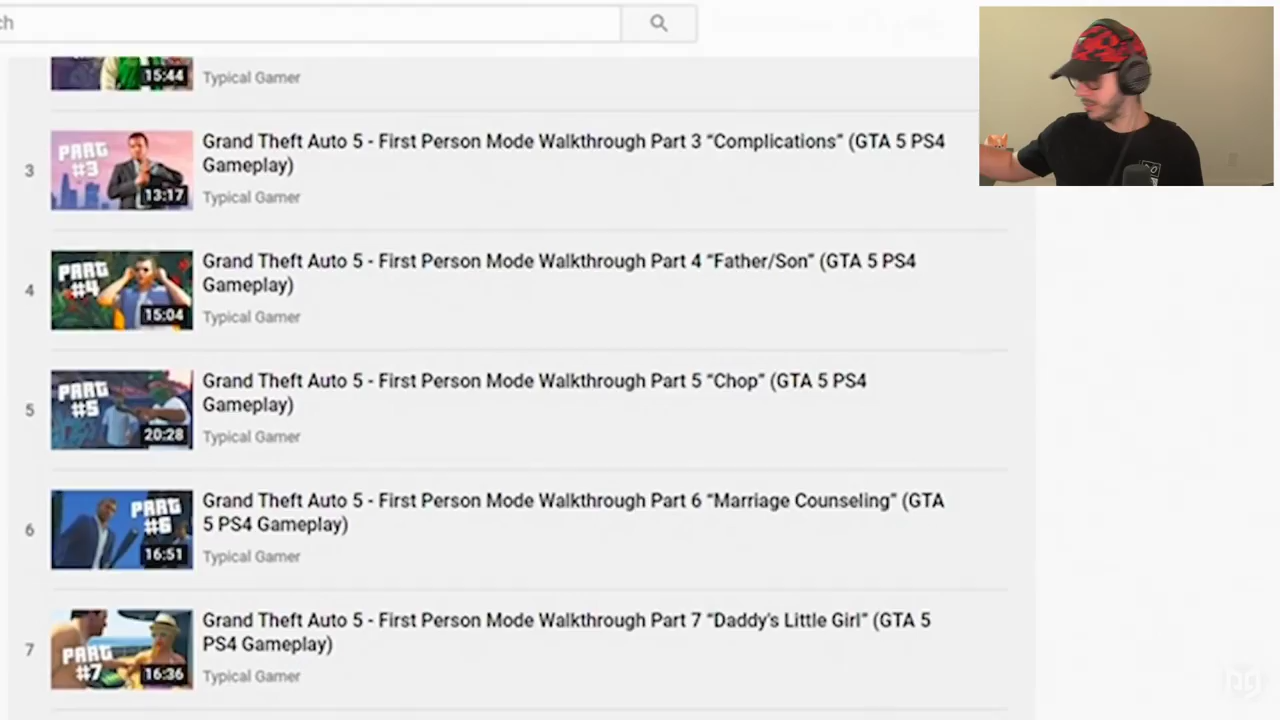 ch
15:44
Typical Gamer
3
PART
#3
13:17
Grand Theft Auto 5 - First Person Mode Walkthrough Part 3 “Complications” (GTA 5 PS4
Gameplay)
Typical Gamer
4
PART
#4
15:04
Grand Theft Auto 5 - First Person Mode Walkthrough Part 4 “Father/Son” (GTA 5 PS4
Gameplay)
Typical Gamer
5
PART
#5
20:28
Grand Theft Auto 5 - First Person Mode Walkthrough Part 5 “Chop” (GTA 5 PS4
Gameplay)
Typical Gamer
6
PART
#6
16:51
Grand Theft Auto 5 - First Person Mode Walkthrough Part 6 “Marriage Counseling” (GTA
5 PS4 Gameplay)
Typical Gamer
7
PART
#7
16:36
Grand Theft Auto 5 - First Person Mode Walkthrough Part 7 “Daddy's Little Girl” (GTA 5
PS4 Gameplay)
Typical Gamer